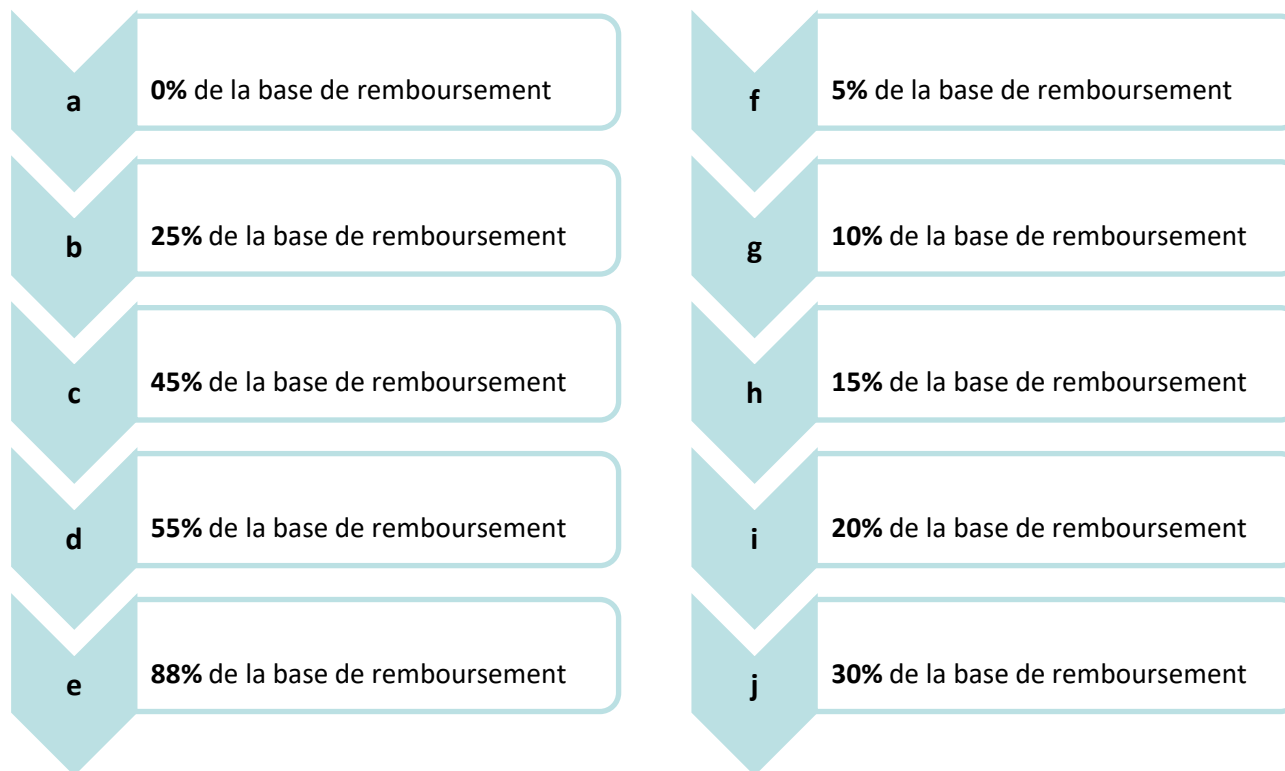 a
0% de la base de remboursement
b
25% de la base de remboursement
c
45% de la base de remboursement
d
55% de la base de remboursement
e
88% de la base de remboursement
f
5% de la base de remboursement
g
10% de la base de remboursement
h
15% de la base de remboursement
i
20% de la base de remboursement
j
30% de la base de remboursement